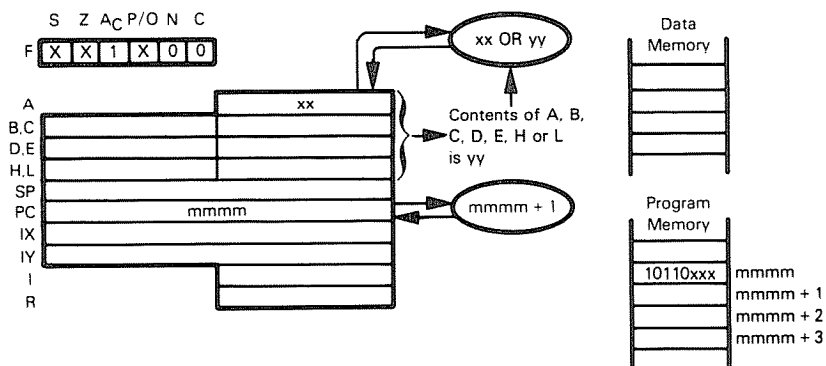 S Z AC P/O N C
F X X 1 X 0 0
xx OR yy
Data
Memory
A xx
B,C
D,E
H,L
SP
PC mmmm
IX
IY
I
R
Contents of A, B,
C, D, E, H or L
is yy
mmmm + 1
Program
Memory
10110xxx mmmm
mmmm + 1
mmmm + 2
mmmm + 3